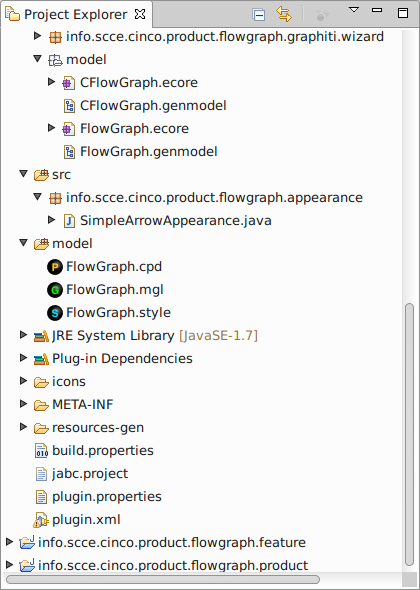 Project Explorer
info.scce.cinco.product.flowgraph.graphiti.wizard
model
CFlowGraph.ecore
CFlowGraph.genmodel
FlowGraph.ecore
FlowGraph.genmodel
src
info.scce.cinco.product.flowgraph.appearance
SimpleArrowAppearance.java
model
FlowGraph.cpd
FlowGraph.mgl
FlowGraph.style
JRE System Library [JavaSE-1.7]
Plug-in Dependencies
icons
META-INF
resources-gen
build.properties
jabc.project
plugin.properties
plugin.xml
info.scce.cinco.product.flowgraph.feature
info.scce.cinco.product.flowgraph.product